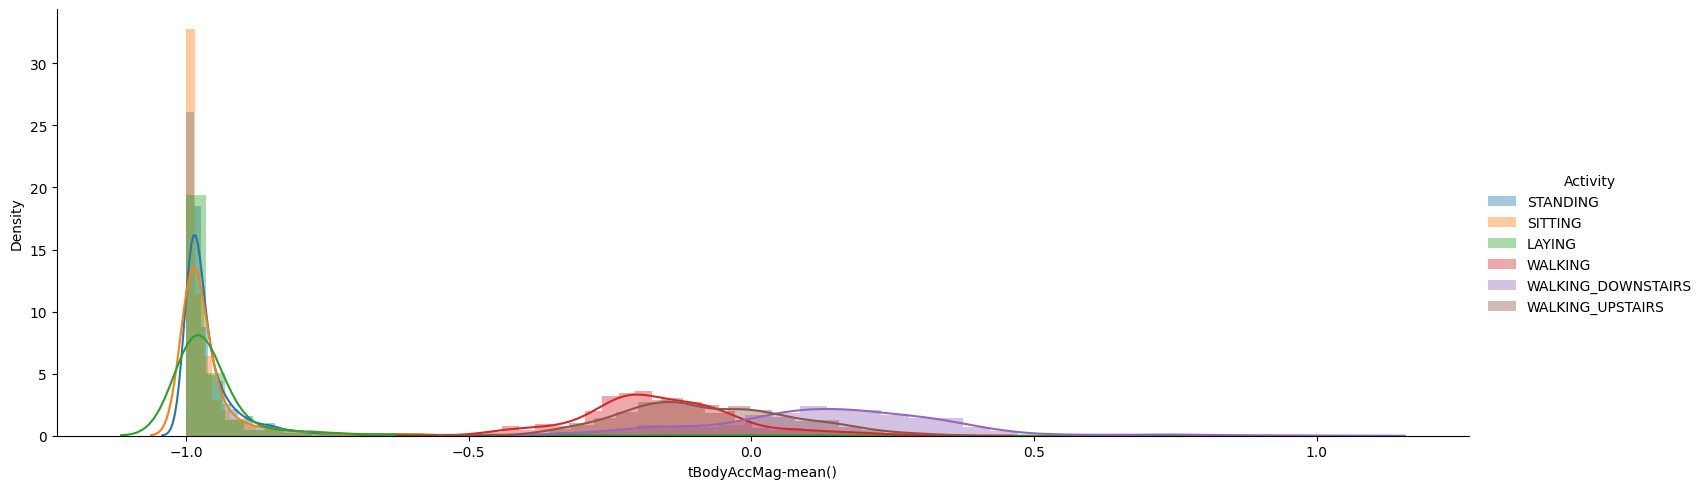 Density
30
25
20
15
10
5
0
−1.0 −0.5 0.0 0.5 1.0
tBodyAccMag-mean()
Activity
STANDING
SITTING
LAYING
WALKING
WALKING_DOWNSTAIRS
WALKING_UPSTAIRS